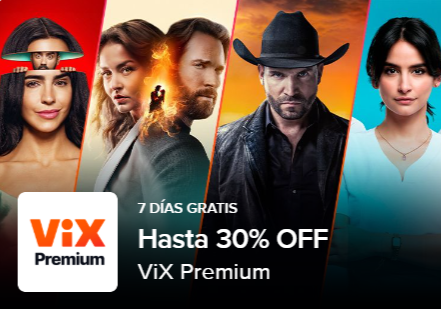 7 DÍAS GRATIS
Hasta 30% OFF
ViX Premium
ViX
Premium